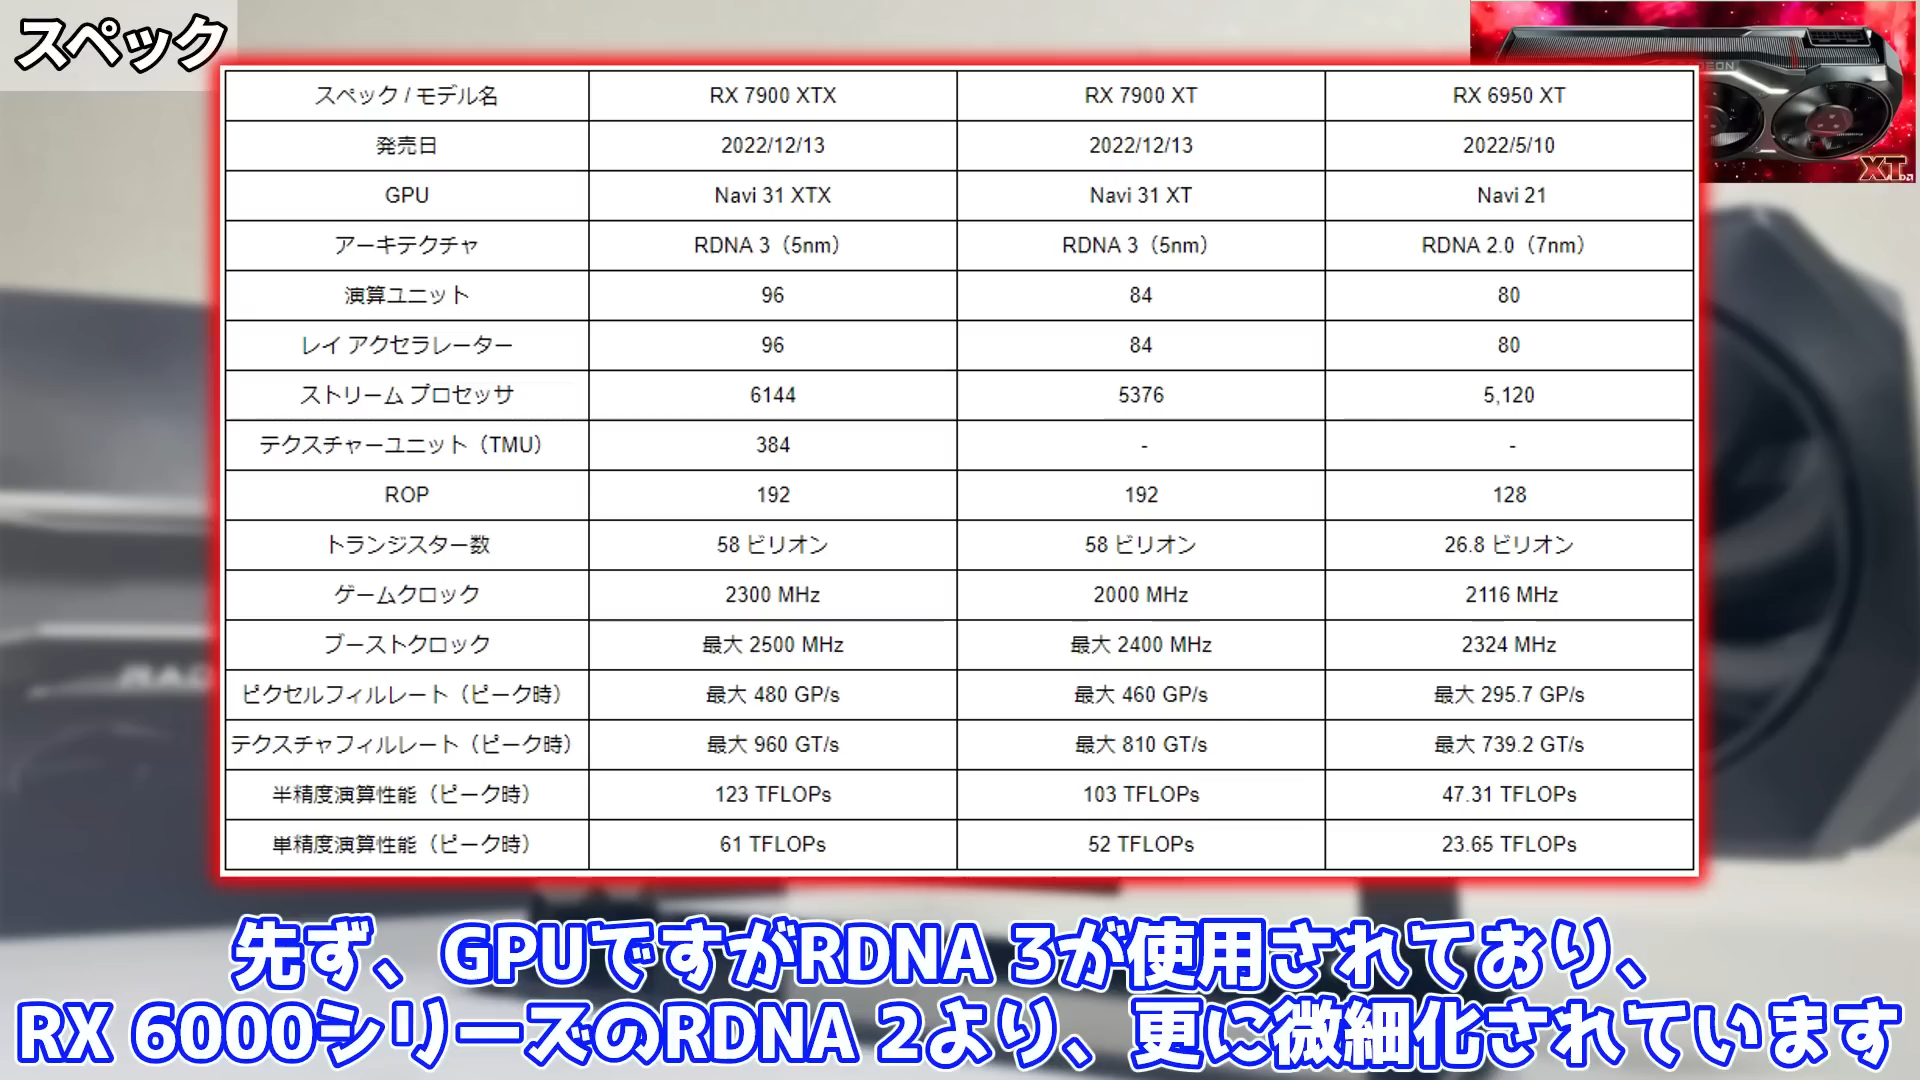 スペック
スペック / モデル名 RX 7900 XTX RX 7900 XT RX 6950 XT
発売日 2022/12/13 2022/12/13 2022/5/10
GPU Navi 31 XTX Navi 31 XT Navi 21
アーキテクチャ RDNA 3（5nm） RDNA 3（5nm） RDNA 2.0（7nm）
演算ユニット 96 84 80
レイ アクセラレーター 96 84 80
ストリーム プロセッサ 6144 5376 5,120
テクスチャーユニット（TMU） 384 - -
ROP 192 192 128
トランジスター数 58 ビリオン 58 ビリオン 26.8 ビリオン
ゲームクロック 2300 MHz 2000 MHz 2116 MHz
ブーストクロック 最大 2500 MHz 最大 2400 MHz 2324 MHz
ピクセルフィルレート（ピーク時） 最大 480 GP/s 最大 460 GP/s 最大 295.7 GP/s
テクスチャフィルレート（ピーク時） 最大 960 GT/s 最大 810 GT/s 最大 739.2 GT/s
半精度演算性能（ピーク時） 123 TFLOPs 103 TFLOPs 47.31 TFLOPs
単精度演算性能（ピーク時） 61 TFLOPs 52 TFLOPs 23.65 TFLOPs
XT
先ず、GPUですがRDNA 3が使用されており、
RX 6000シリーズのRDNA 2より、更に微細化されています